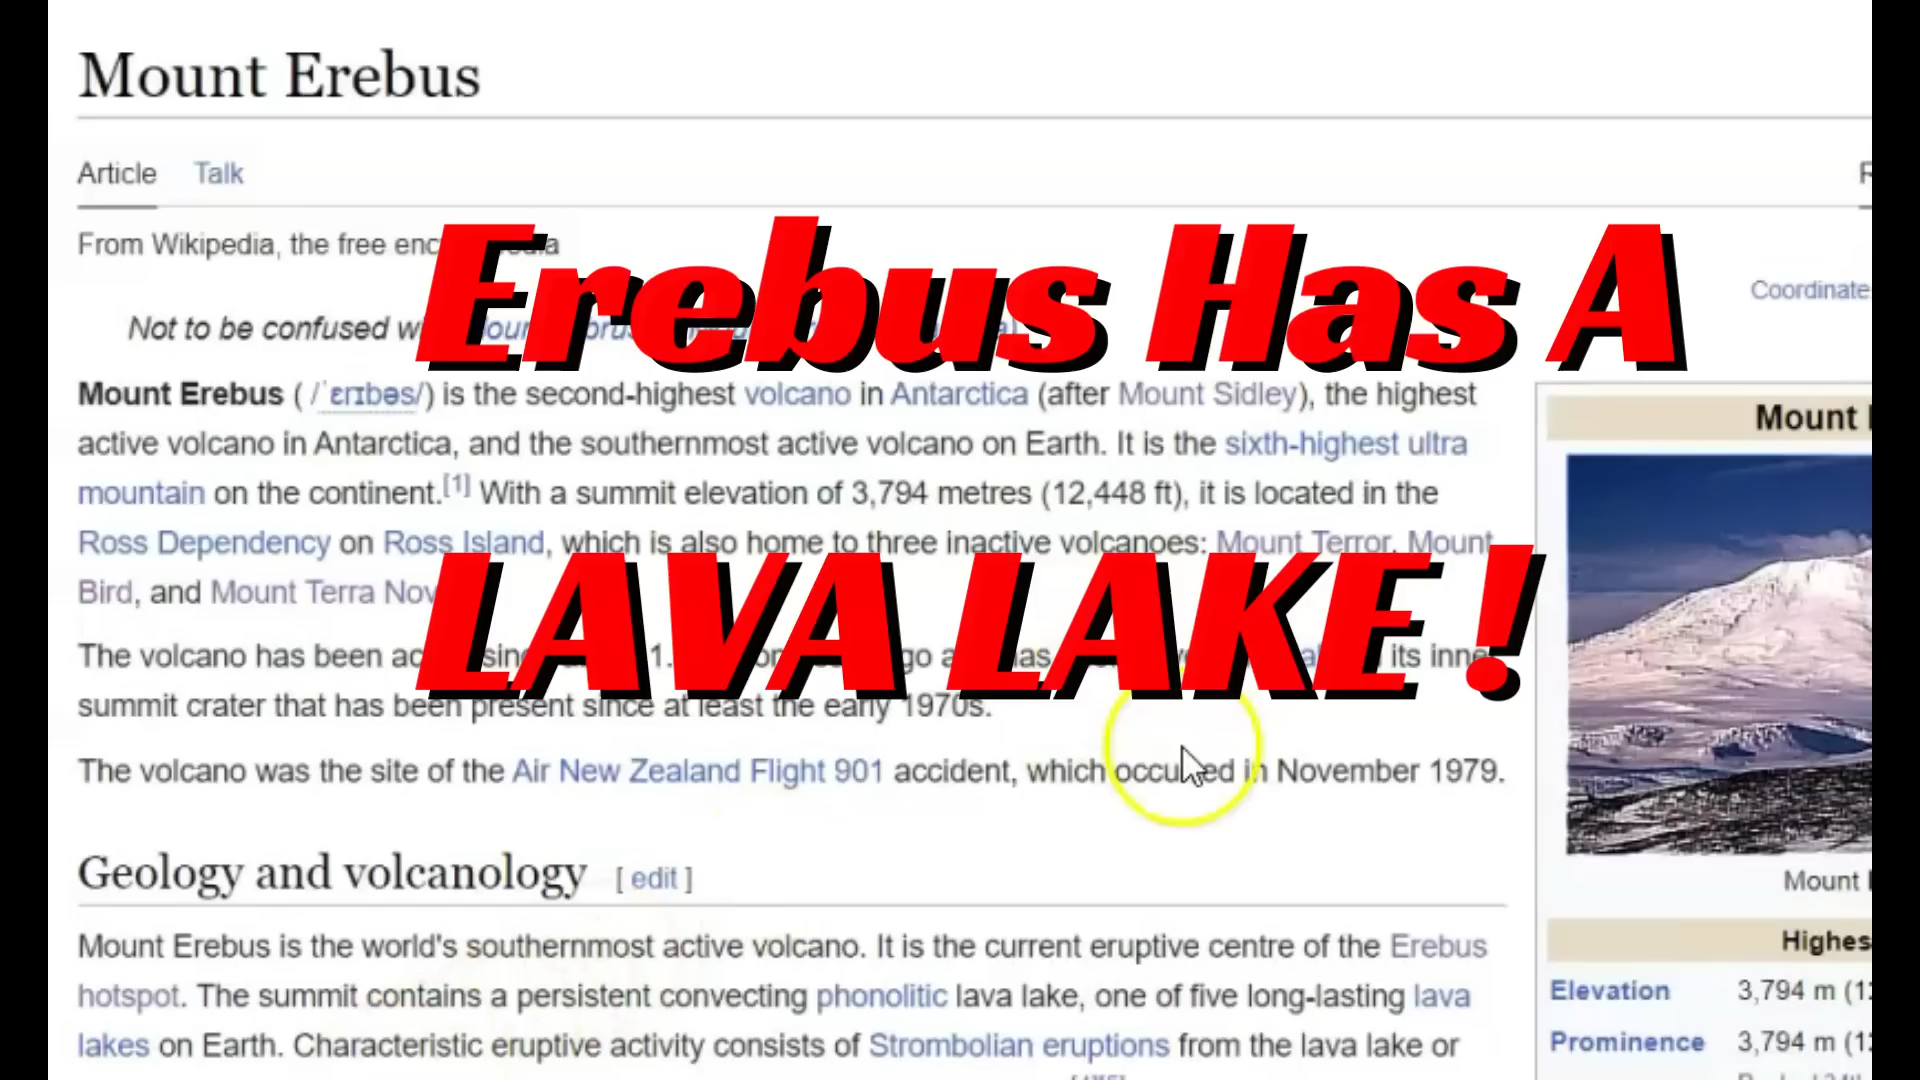 Mount Erebus
Article Talk
From Wikipedia, the free
Erebus Has A
Coordinate
Not to be confused
Mount Erebus (/ˈɛrɪbəs/) is the second-highest volcano in Antarctica (after Mount Sidley), the highest
active volcano in Antarctica, and the southernmost active volcano on Earth. It is the sixth-highest ultra
mountain on the continent.[1] With a summit elevation of 3,794 metres (12,448 ft), it is located in the
Ross Dependency on Ross Island, which is also home to three inactive volcanoes: Mount Terror, Mount
Bird, and Mount Terra Nov
LAVA LAKE!
The volcano has been its
summit crater that has been present since at least the early 1970s.
The volcano was the site of the Air New Zealand Flight 901 accident, which occurred in November 1979.
Geology and volcanology [ edit ]
Mount Erebus is the world's southernmost active volcano. It is the current eruptive centre of the Erebus
hotspot. The summit contains a persistent convecting phonolitic lava lake, one of five long-lasting lava
lakes on Earth. Characteristic eruptive activity consists of Strombolian eruptions from the lava lake or
Mount
Mount
Highes
Elevation 3,794 m
Prominence 3,794 m